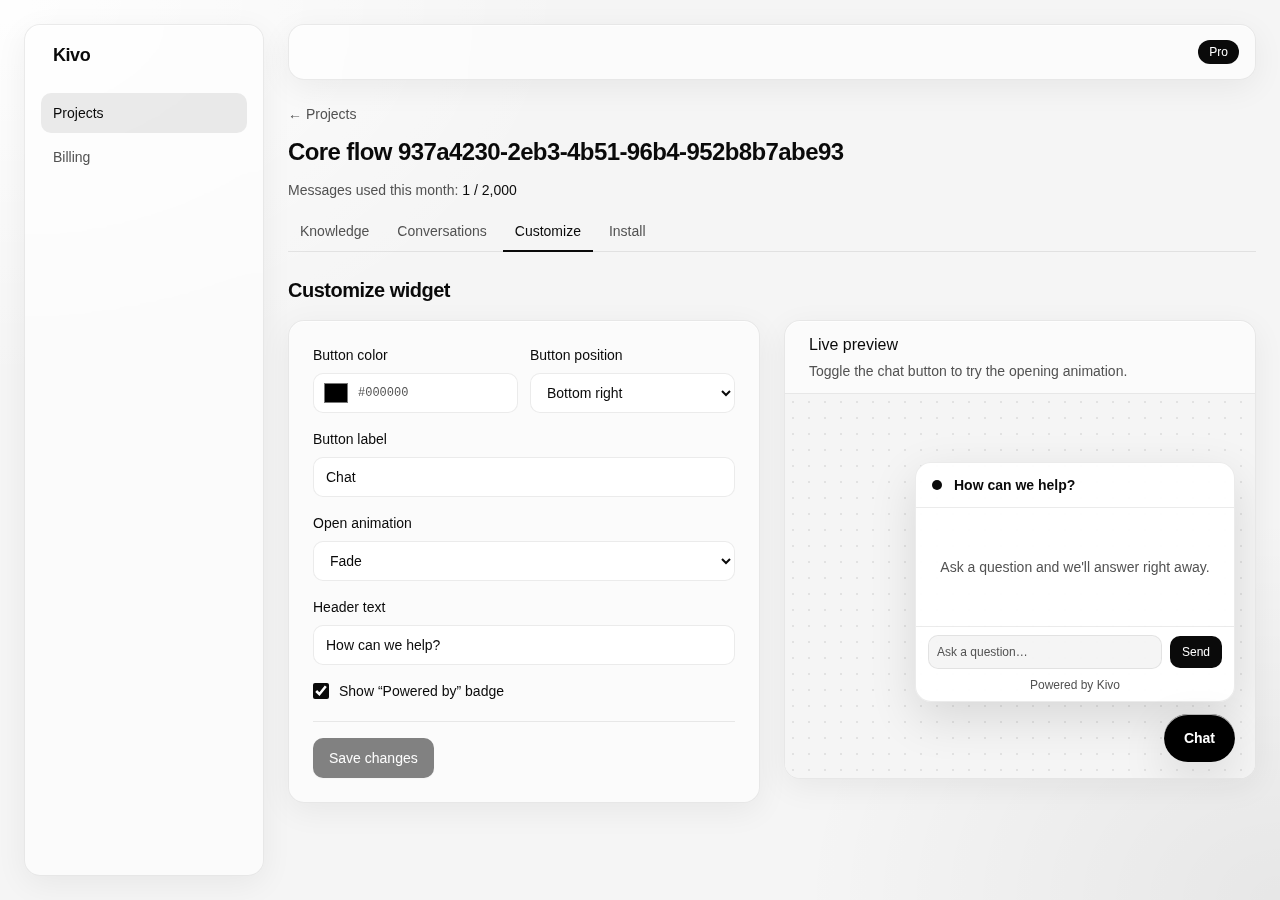 Kivo
Projects
Billing
Pro
← Projects
Core flow 937a4230-2eb3-4b51-96b4-952b8b7abe93
Messages used this month: 1 / 2,000
Knowledge Conversations Customize Install
Customize widget
Button color
#000000
Button position
Bottom right
Button label
Chat
Open animation
Fade
Header text
How can we help?
Show “Powered by” badge
Save changes
Live preview
Toggle the chat button to try the opening animation.
How can we help?
Ask a question and we'll answer right away.
Ask a question…
Send
Powered by Kivo
Chat